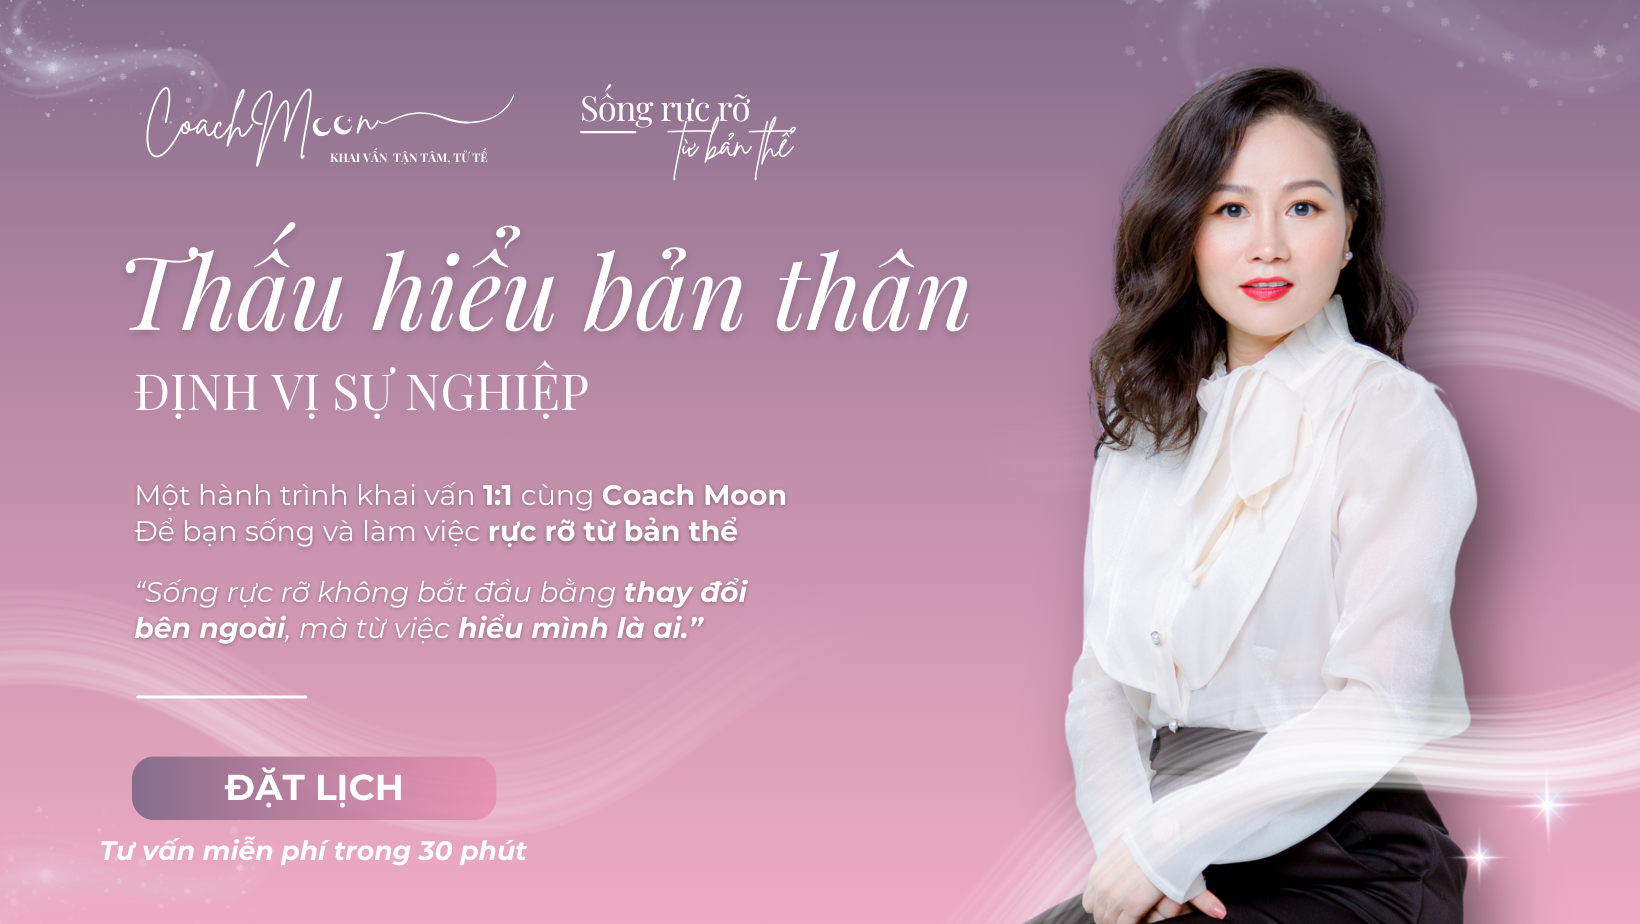 Coach Moon
KHAI VẤN TẬN TÂM, TỬ TẾ
Sống rực rỡ
từ bản thể
Thấu hiểu bản thân
ĐỊNH VỊ SỰ NGHIỆP
Một hành trình khai vấn 1:1 cùng Coach Moon
Để bạn sống và làm việc rực rỡ từ bản thể
“Sống rực rỡ không bắt đầu bằng thay đổi
bên ngoài, mà từ việc hiểu mình là ai.”
ĐẶT LỊCH
Tư vấn miễn phí trong 30 phút